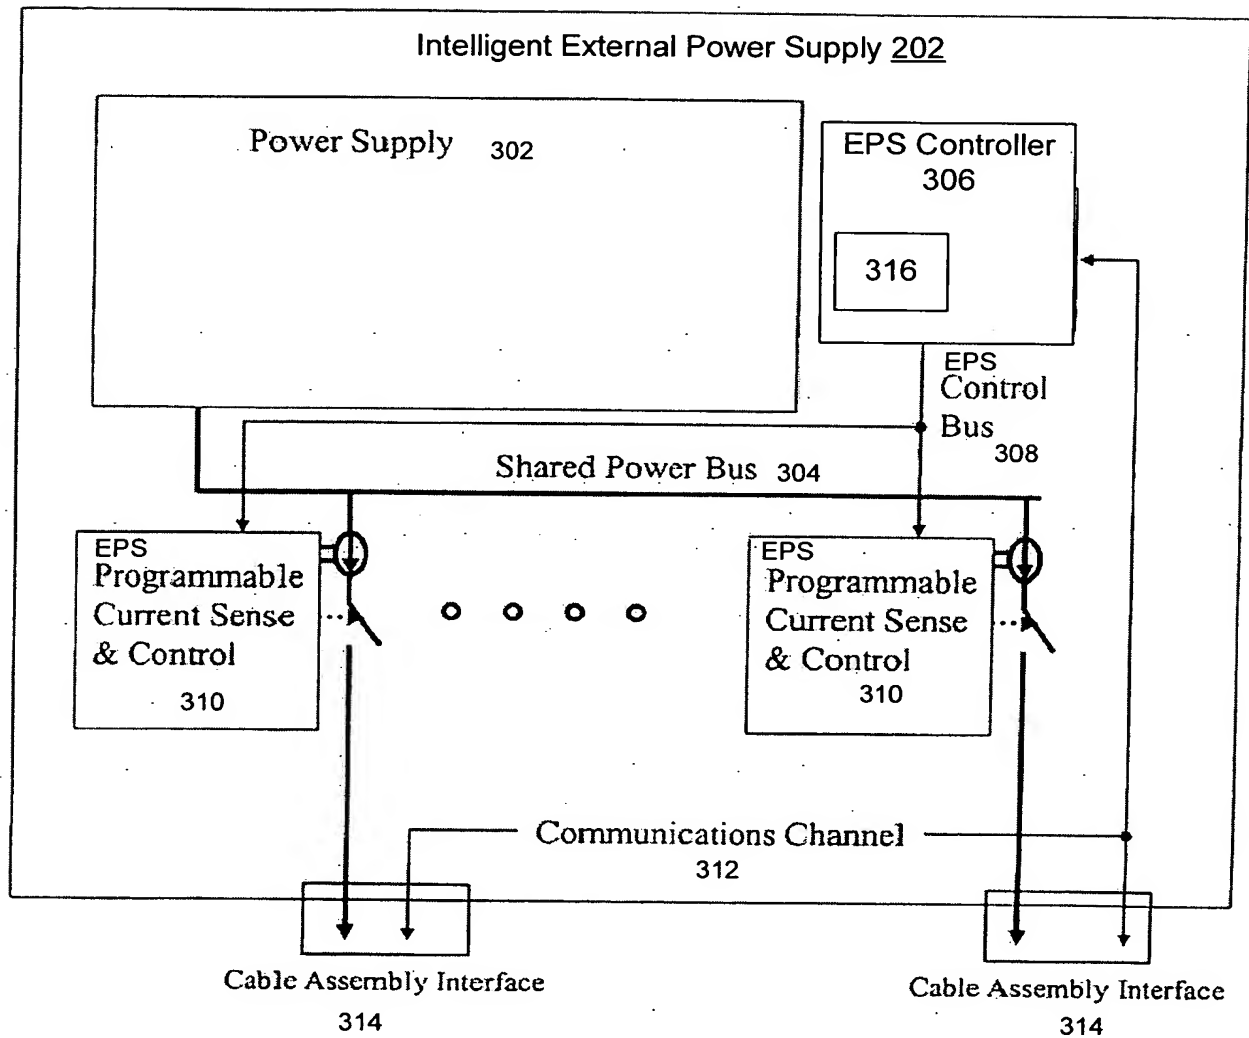 Intelligent External Power Supply 202
Power Supply 302
EPS Controller
306
316
EPS
Control
Bus
308
Shared Power Bus 304
EPS
Programmable
Current Sense
& Control
310
EPS
Programmable
Current Sense
& Control
310
Communications Channel
312
Cable Assembly Interface
314
Cable Assembly Interface
314